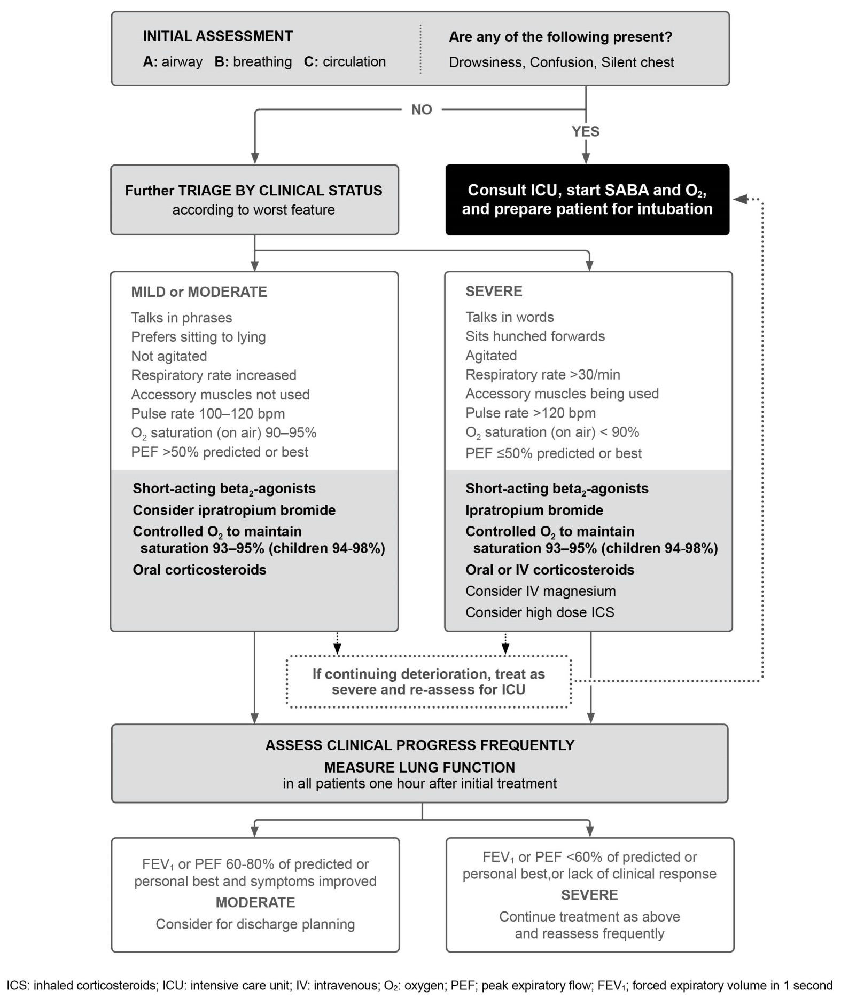 INITIAL ASSESSMENT
A: airway B: breathing C: circulation
Are any of the following present?
Drowsiness, Confusion, Silent chest
NO
YES
Further TRIAGE BY CLINICAL STATUS
according to worst feature
Consult ICU, start SABA and O₂,
and prepare patient for intubation
MILD or MODERATE
Talks in phrases
Prefers sitting to lying
Not agitated
Respiratory rate increased
Accessory muscles not used
Pulse rate 100–120 bpm
O₂ saturation (on air) 90–95%
PEF >50% predicted or best
Short-acting beta₂-agonists
Consider ipratropium bromide
Controlled O₂ to maintain
saturation 93–95% (children 94-98%)
Oral corticosteroids
SEVERE
Talks in words
Sits hunched forwards
Agitated
Respiratory rate >30/min
Accessory muscles being used
Pulse rate >120 bpm
O₂ saturation (on air) < 90%
PEF ≤50% predicted or best
Short-acting beta₂-agonists
Ipratropium bromide
Controlled O₂ to maintain
saturation 93–95% (children 94-98%)
Oral or IV corticosteroids
Consider IV magnesium
Consider high dose ICS
If continuing deterioration, treat as
severe and re-assess for ICU
ASSESS CLINICAL PROGRESS FREQUENTLY
MEASURE LUNG FUNCTION
in all patients one hour after initial treatment
FEV₁ or PEF 60-80% of predicted or
personal best and symptoms improved
MODERATE
Consider for discharge planning
FEV₁ or PEF <60% of predicted or
personal best,or lack of clinical response
SEVERE
Continue treatment as above
and reassess frequently
ICS: inhaled corticosteroids; ICU: intensive care unit; IV: intravenous; O₂: oxygen; PEF; peak expiratory flow; FEV₁; forced expiratory volume in 1 second